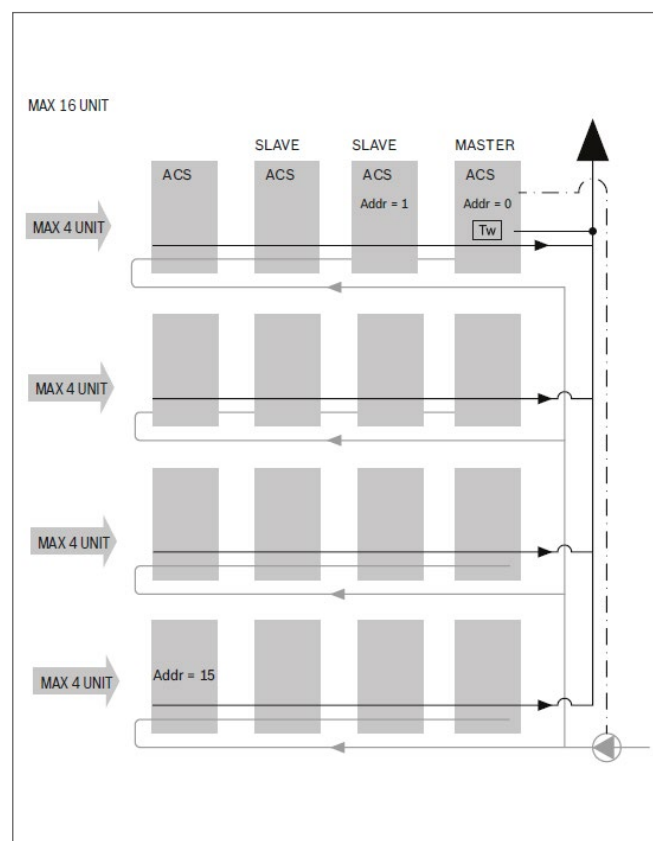 MAX 16 UNIT
SLAVE SLAVE MASTER
ACS ACS ACS ACS
Addr = 1 Addr = 0
MAX 4 UNIT
Tw
MAX 4 UNIT
MAX 4 UNIT
Addr = 15
MAX 4 UNIT